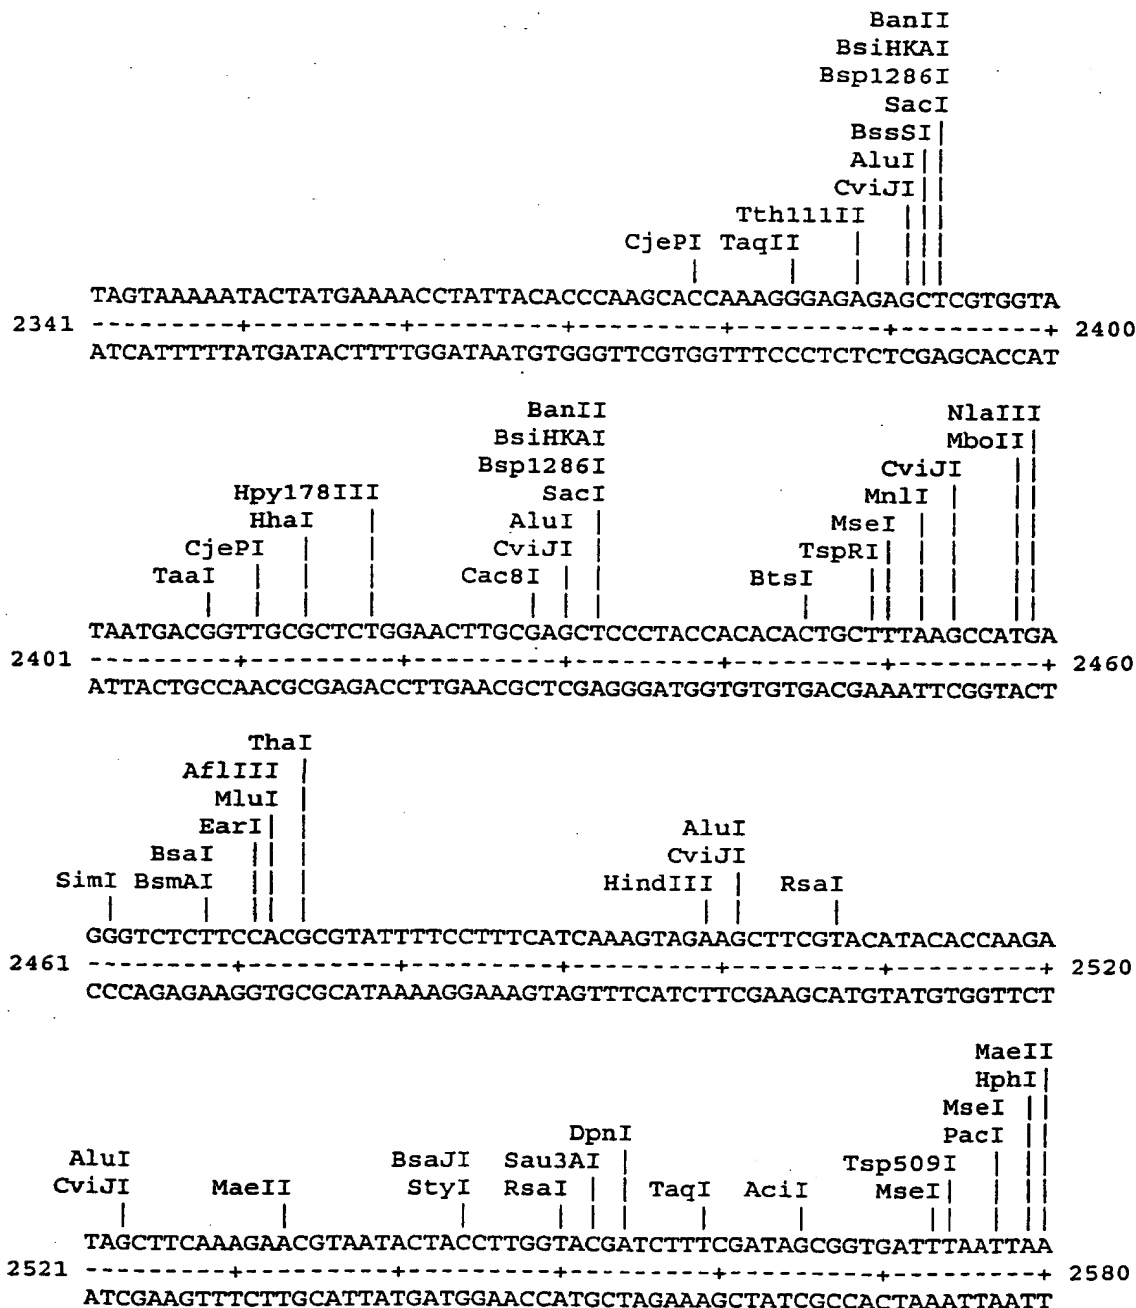 BanII
BsiHKAI
Bsp1286I
SacI
BssSI
AluI
CviJI
Tth111II
CjePI TaqII
TAGTAAAAATACTATGAAAACCTATTACACCCAAGCACCAAAGGGAGAGAGCTCGTGGTA
2341 ---------+---------+---------+---------+---------+---------+ 2400
ATCATTTTTATGATACTTTTGGATAATGTGGGTTCGTGGTTTCCCTCTCTCGAGCACCAT
BanII NlaIII
BsiHKAI MboII
Bsp1286I CviJI
Hpy178III SacI MnlI
HhaI AluI MseI
CjePI CviJI TspRI
TaaI Cac8I BtsI
TAATGACGGTTGCGCTCTGGAACTTGCGAGCTCCCTACCACACACTGCTTTAAGCCATGA
2401 ---------+---------+---------+---------+---------+---------+ 2460
ATTACTGCCAACGCGAGACCTTGAACGCTCGAGGGATGGTGTGTGACGAAATTCGGTACT
ThaI
AflIII
MluI
EarI AluI
BsaI CviJI
SimI BsmAI HindIII RsaI
GGGTCTCTTCCACGCGTATTTTCCTTTCATCAAAGTAGAAGCTTCGTACATACACCAAGA
2461 ---------+---------+---------+---------+---------+---------+ 2520
CCCAGAGAAGGTGCGCATAAAAGGAAAGTAGTTTCATCTTCGAAGCATGTATGTGGTTCT
MaeII
HphI
MseI
DpnI PacI
AluI BsaJI Sau3AI Tsp509I
CviJI MaeII StyI RsaI TaqI AciI MseI
TAGCTTCAAAGAACGTAATACTACCTTGGTACGATCTTTCGATAGCGGTGATTTAATTAA
2521 ---------+---------+---------+---------+---------+---------+ 2580
ATCGAAGTTTCTTGCATTATGATGGAACCATGCTAGAAAGCTATCGCCACTAAATTAATT